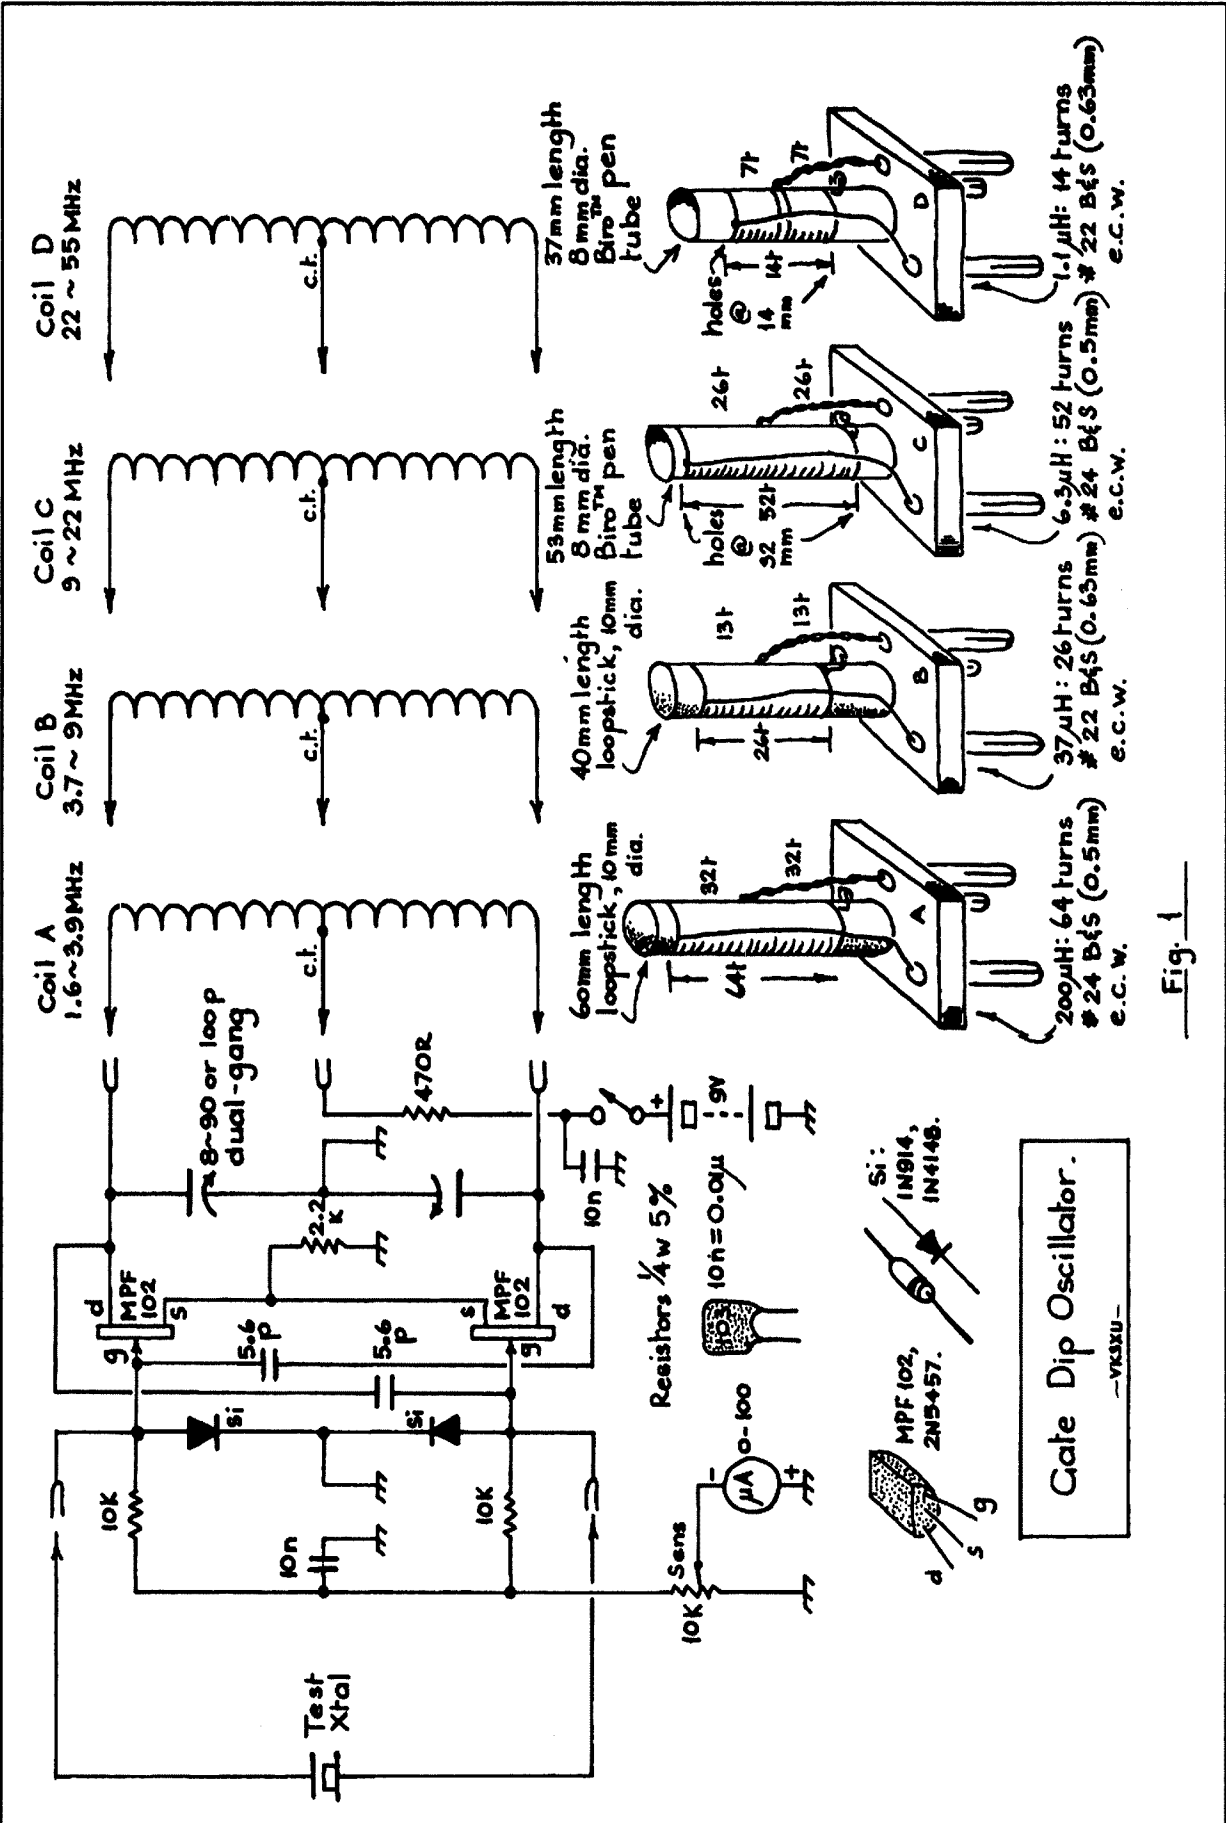 Coil A
1.6~3.9MHz
Coil B
3.7~9MHz
Coil C
9~22 MHz
Coil D
22~55MHz
c.t.
c.t.
c.t.
c.t.
8~90 or loop
dual-gang
470R
10n
+
9V
2.2
K
d
MPF
102
s
g
s
MPF
102
g
d
5.6
p
5.6
p
si
si
10K
10K
10n
Test
Xtal
10K
Sens
-
µA
+
0-100
Resistors 1/4w 5%
103
10n=0.01µ
MPF102,
2N5457.
d
s
g
Si:
1N914,
1N4148.
60mm length
loopstick, 10mm
dia.
64t
32t
32t
A
200µH: 64 turns
#24 B&S (0.5mm)
e.c.w.
40mm length
loopstick, 10mm
dia.
26t
13t
13t
B
37µH: 26 turns
#22 B&S (0.63mm)
e.c.w.
53mm length
8mm dia.
Biro™ pen
tube
holes
@
32
mm
52t
26t
26t
C
6.3µH: 52 turns
#24 B&S (0.5mm)
e.c.w.
37mm length
8mm dia.
Biro™ pen
tube
holes
@
14
mm
14t
7t
7t
D
1.1µH: 14 turns
#22 B&S (0.63mm)
e.c.w.
Gate Dip Oscillator.
-VK3XU-
Fig. 1